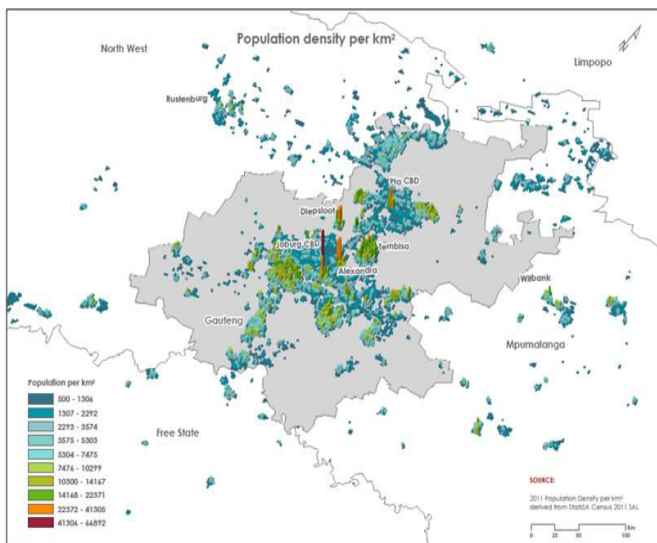 Population density per km²
North West
Limpopo
Rustenburg
Pta CBD
Diepsloot
Joburg CBD
Tembisa
Alexandra
Witbank
Gauteng
Mpumalanga
Free State
Population per km²
500 - 1306
1307 - 2292
2293 - 3574
3575 - 5303
5304 - 7475
7476 - 10299
10300 - 14167
14168 - 22371
22372 - 41305
41306 - 66892
SOURCE:
2011 Population Density per km²
derived from StatsSA Census 2011 SAL
0
100
Km